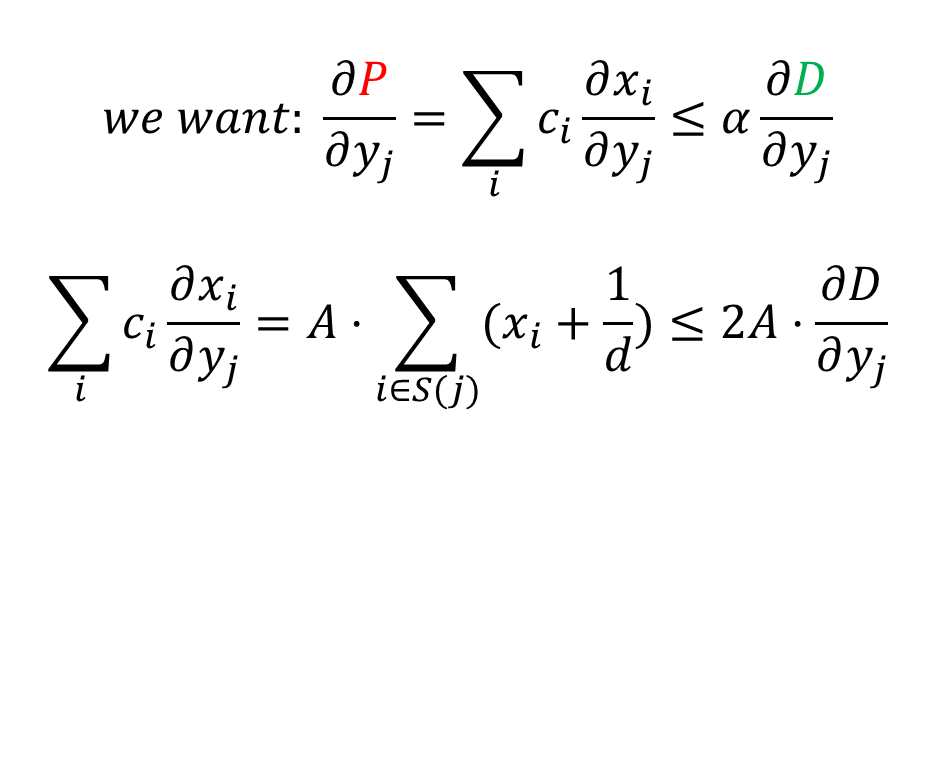 we want: ∂P/∂y_j = ∑_i c_i ∂x_i/∂y_j ≤ α ∂D/∂y_j
∑_i c_i ∂x_i/∂y_j = A · ∑_{i∈S(j)} (x_i + 1/d) ≤ 2A · ∂D/∂y_j